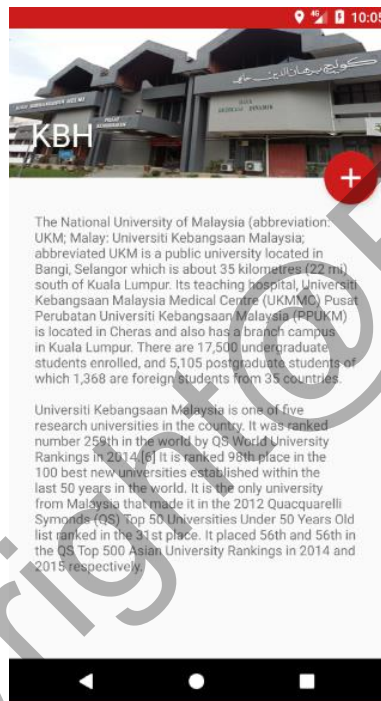 10:05
كوليج برهان الدين حلمي
KBH
The National University of Malaysia (abbreviation:
UKM; Malay: Universiti Kebangsaan Malaysia;
abbreviated UKM is a public university located in
Bangi, Selangor which is about 35 kilometres (22 mi)
south of Kuala Lumpur. Its teaching hospital, Universiti
Kebangsaan Malaysia Medical Centre (UKMMC) Pusat
Perubatan Universiti Kebangsaan Malaysia (PPUKM)
is located in Cheras and also has a branch campus
in Kuala Lumpur. There are 17,500 undergraduate
students enrolled, and 5,105 postgraduate students of
which 1,368 are foreign students from 35 countries.
Universiti Kebangsaan Malaysia is one of five
research universities in the country. It was ranked
number 259th in the world by QS World University
Rankings in 2014.[6] It is ranked 98th place in the
100 best new universities established within the
last 50 years in the world. It is the only university
from Malaysia that made it in the 2012 Quacquarelli
Symonds (QS) Top 50 Universities Under 50 Years Old
list ranked in the 31st place. It placed 56th and 56th in
the QS Top 500 Asian University Rankings in 2014 and
2015 respectively.